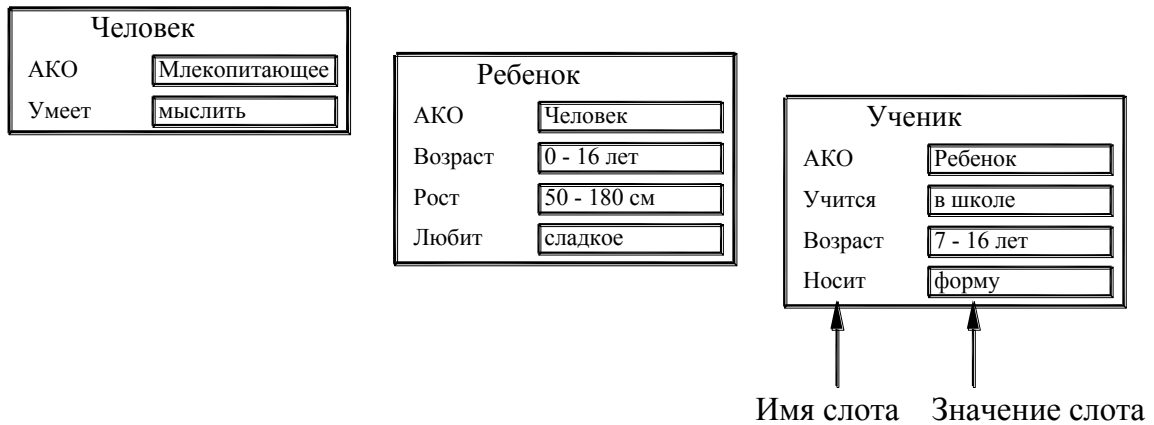 Человек
АКО Млекопитающее
Умеет мыслить
Ребенок
АКО Человек
Возраст 0 - 16 лет
Рост 50 - 180 см
Любит сладкое
Ученик
АКО Ребенок
Учится в школе
Возраст 7 - 16 лет
Носит форму
Имя слота Значение слота